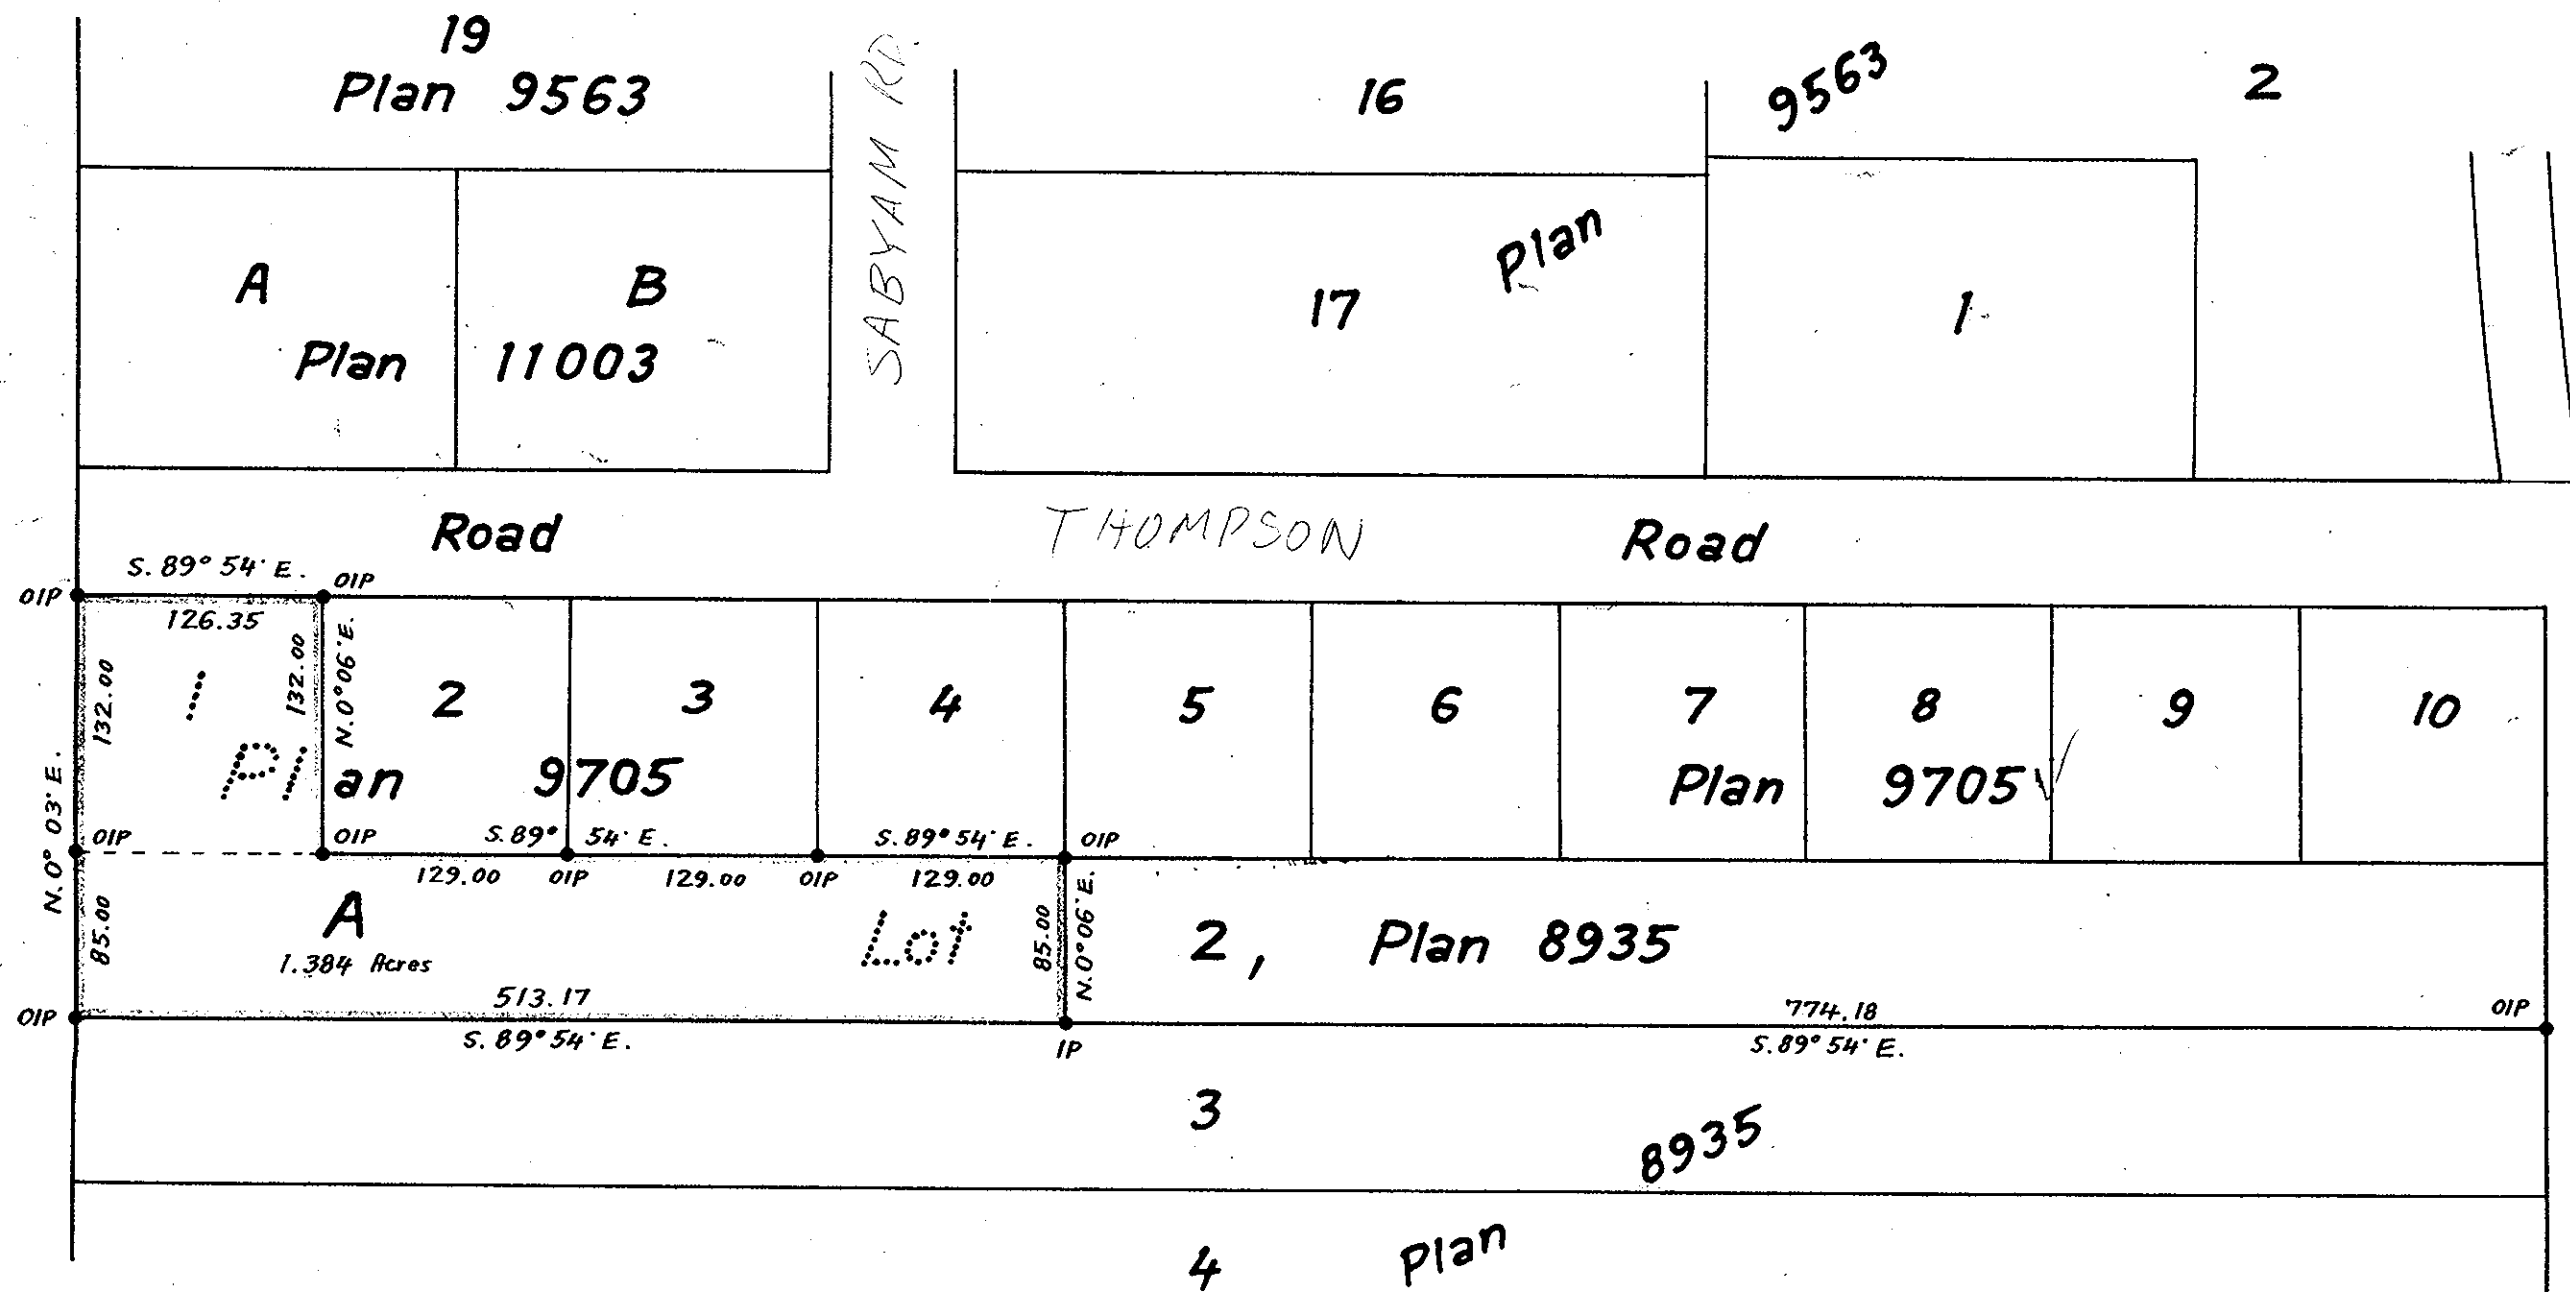 19
Plan 9563
SABYAM RD.
16
9563
2
A
B
Plan 11003
17
Plan
1
Road
THOMPSON
Road
S. 89° 54' E.
OIP
OIP
126.35
132.00
1
132.00
N. 0° 06' E.
2
3
4
5
6
7
8
9
10
Plan 9705
Plan 9705
N. 0° 03' E.
OIP
OIP
S. 89° 54' E.
S. 89° 54' E.
OIP
129.00
OIP
129.00
OIP
129.00
85.00
A
1.384 Acres
Lot 2, Plan 8935
85.00
N. 0° 06' E.
513.17
774.18
OIP
OIP
S. 89° 54' E.
IP
S. 89° 54' E.
3
8935
4
Plan